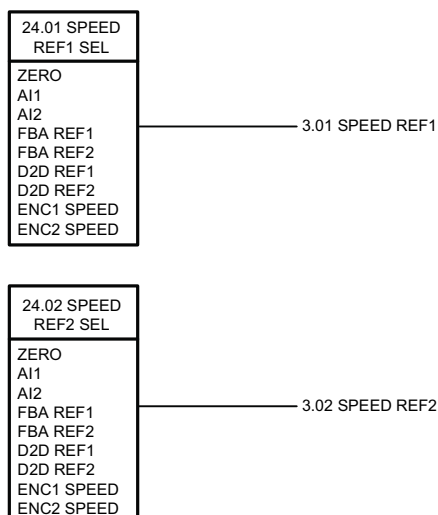 24.01 SPEED
REF1 SEL
ZERO
AI1
AI2
FBA REF1
FBA REF2
D2D REF1
D2D REF2
ENC1 SPEED
ENC2 SPEED
3.01 SPEED REF1
24.02 SPEED
REF2 SEL
ZERO
AI1
AI2
FBA REF1
FBA REF2
D2D REF1
D2D REF2
ENC1 SPEED
ENC2 SPEED
3.02 SPEED REF2